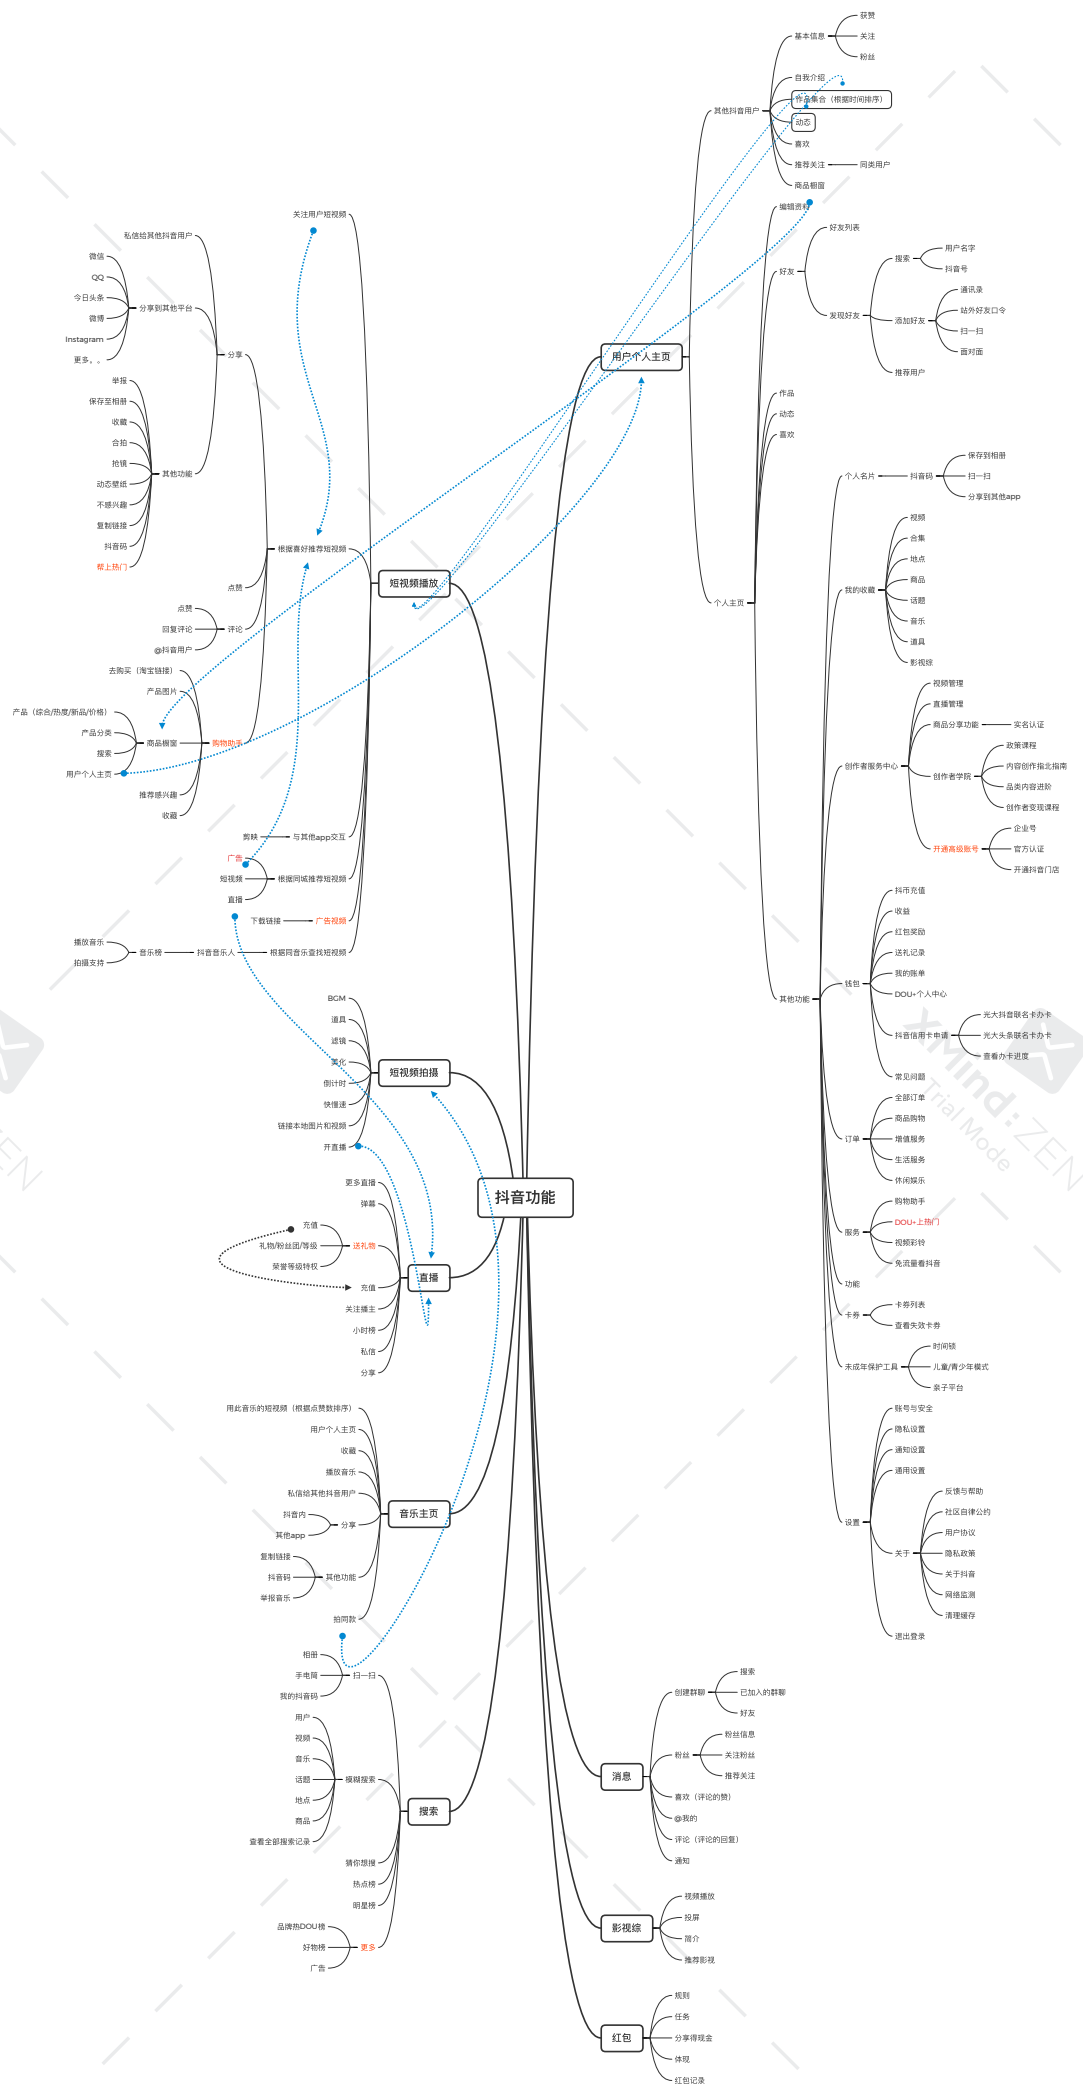 抖音功能
用户个人主页
其他抖音用户
基本信息
获赞
关注
粉丝
自我介绍
作品集合（根据时间排序）
动态
喜欢
推荐关注
同类用户
商品橱窗
个人主页
编辑资料
好友
好友列表
发现好友
搜索
用户名字
抖音号
添加好友
通讯录
站外好友口令
扫一扫
面对面
推荐用户
作品
动态
喜欢
其他功能
个人名片
抖音码
保存到相册
扫一扫
分享到其他app
我的收藏
视频
合集
地点
商品
话题
音乐
道具
影视综
创作者服务中心
视频管理
直播管理
商品分享功能
实名认证
创作者学院
政策课程
内容创作指北指南
品类内容进阶
创作者变现课程
开通高级账号
企业号
官方认证
开通抖音门店
钱包
抖币充值
收益
红包奖励
送礼记录
我的账单
DOU+个人中心
抖音信用卡申请
光大抖音联名卡办卡
光大头条联名卡办卡
查看办卡进度
常见问题
订单
全部订单
商品购物
增值服务
生活服务
休闲娱乐
服务
购物助手
DOU+上热门
视频彩铃
免流量看抖音
功能
卡券
卡券列表
查看失效卡券
未成年保护工具
时间锁
儿童/青少年模式
亲子平台
设置
账号与安全
隐私设置
通知设置
通用设置
关于
反馈与帮助
社区自律公约
用户协议
隐私政策
关于抖音
网络监测
清理缓存
退出登录
消息
创建群聊
搜索
已加入的群聊
好友
粉丝
粉丝信息
关注粉丝
推荐关注
喜欢（评论的赞）
@我的
评论（评论的回复）
通知
影视综
视频播放
投屏
简介
推荐影视
红包
规则
任务
分享得现金
体现
红包记录
短视频播放
关注用户短视频
根据喜好推荐短视频
分享
私信给其他抖音用户
分享到其他平台
微信
QQ
今日头条
微博
Instagram
更多。。
其他功能
举报
保存至相册
收藏
合拍
抢镜
动态壁纸
不感兴趣
复制链接
抖音码
帮上热门
点赞
评论
点赞
回复评论
@抖音用户
购物助手
去购买（淘宝链接）
产品图片
商品橱窗
产品（综合/热度/新品/价格）
产品分类
搜索
用户个人主页
推荐感兴趣
收藏
与其他app交互
剪映
根据同城推荐短视频
广告
短视频
直播
广告视频
下载链接
根据同音乐查找短视频
抖音音乐人
音乐榜
播放音乐
拍摄支持
短视频拍摄
BGM
道具
滤镜
美化
倒计时
快慢速
链接本地图片和视频
开直播
直播
更多直播
弹幕
送礼物
充值
礼物/粉丝团/等级
荣誉等级特权
充值
关注播主
小时榜
私信
分享
音乐主页
用此音乐的短视频（根据点赞数排序）
用户个人主页
收藏
播放音乐
私信给其他抖音用户
分享
抖音内
其他app
其他功能
复制链接
抖音码
举报音乐
拍同款
搜索
扫一扫
相册
手电筒
我的抖音码
模糊搜索
用户
视频
音乐
话题
地点
商品
查看全部搜索记录
猜你想搜
热点榜
明星榜
更多
品牌热DOU榜
好物榜
广告
XMind:ZEN
Trial Mode
ZEN